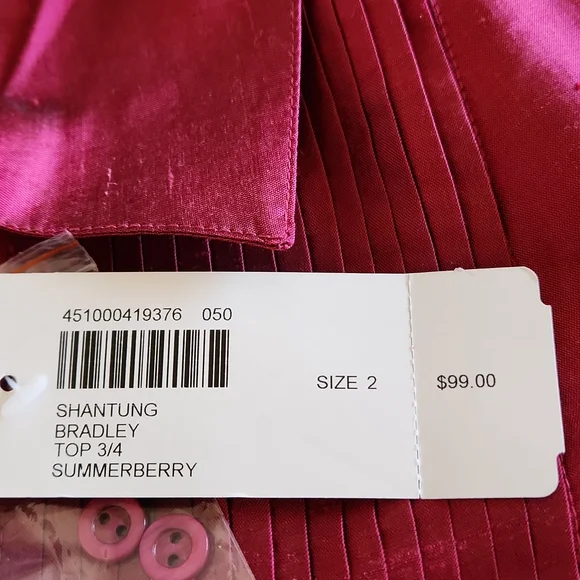 451000419376 050
SIZE 2
$99.00
SHANTUNG
BRADLEY
TOP 3/4
SUMMERBERRY